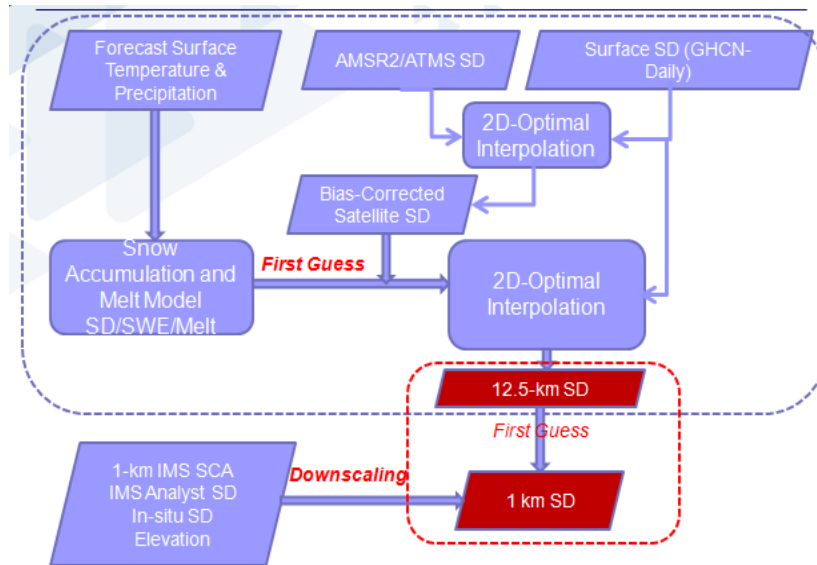 Forecast Surface
Temperature &
Precipitation
AMSR2/ATMS SD
Surface SD (GHCN-
Daily)
2D-Optimal
Interpolation
Bias-Corrected
Satellite SD
Snow
Accumulation and
Melt Model
SD/SWE/Melt
First Guess
2D-Optimal
Interpolation
12.5-km SD
First Guess
1-km IMS SCA
IMS Analyst SD
In-situ SD
Elevation
Downscaling
1 km SD